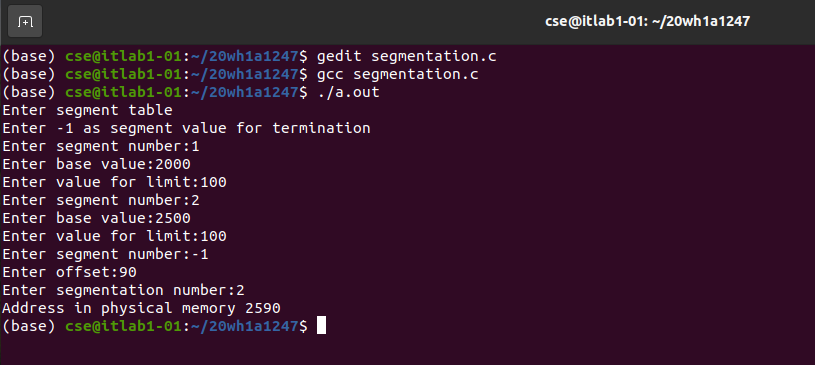 cse@itlab1-01: ~/20wh1a1247
(base) cse@itlab1-01:~/20wh1a1247$ gedit segmentation.c
(base) cse@itlab1-01:~/20wh1a1247$ gcc segmentation.c
(base) cse@itlab1-01:~/20wh1a1247$ ./a.out
Enter segment table
Enter -1 as segment value for termination
Enter segment number:1
Enter base value:2000
Enter value for limit:100
Enter segment number:2
Enter base value:2500
Enter value for limit:100
Enter segment number:-1
Enter offset:90
Enter segmentation number:2
Address in physical memory 2590
(base) cse@itlab1-01:~/20wh1a1247$